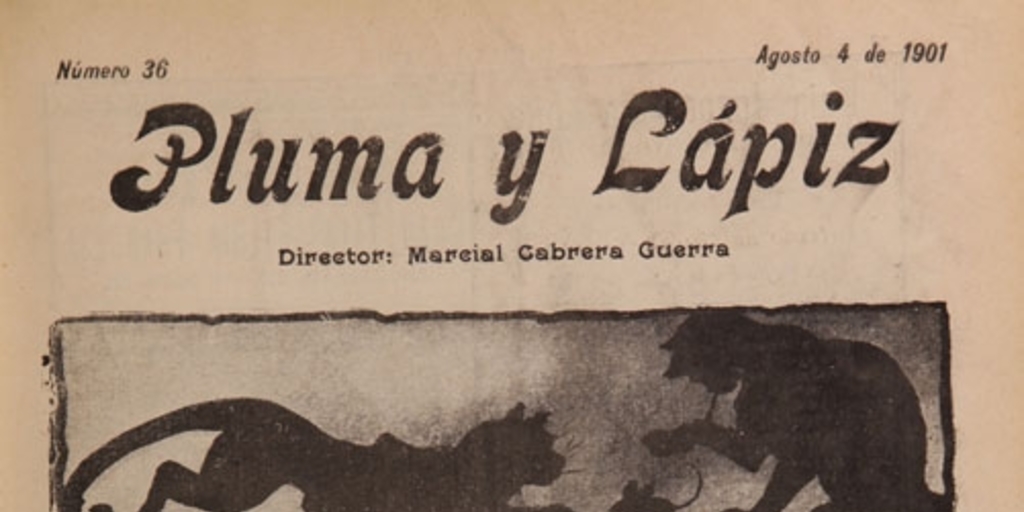 Número 36
Agosto 4 de 1901
Pluma y Lápiz
Director: Marcial Cabrera Guerra